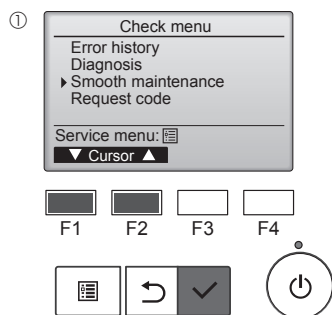 ①
Check menu
Error history
Diagnosis
Smooth maintenance
Request code
Service menu:
▼ Cursor ▲
F1 F2 F3 F4